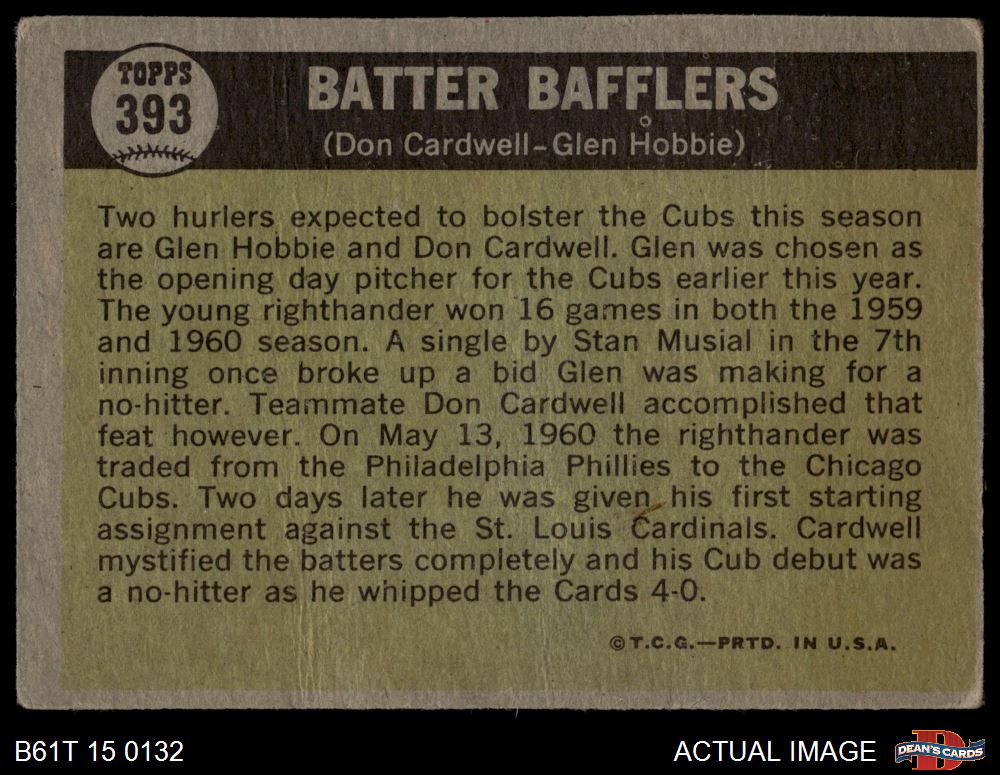 TOPPS
393
BATTER BAFFLERS
(Don Cardwell-Glen Hobbie)
Two hurlers expected to bolster the Cubs this season
are Glen Hobbie and Don Cardwell. Glen was chosen as
the opening day pitcher for the Cubs earlier this year.
The young righthander won 16 games in both the 1959
and 1960 season. A single by Stan Musial in the 7th
inning once broke up a bid Glen was making for a
no-hitter. Teammate Don Cardwell accomplished that
feat however. On May 13, 1960 the righthander was
traded from the Philadelphia Phillies to the Chicago
Cubs. Two days later he was given his first starting
assignment against the St. Louis Cardinals. Cardwell
mystified the batters completely and his Cub debut was
a no-hitter as he whipped the Cards 4-0.
©T.C.G.—PRTD. IN U.S.A.
B61T 15 0132
ACTUAL IMAGE
D
DEAN'S CARDS